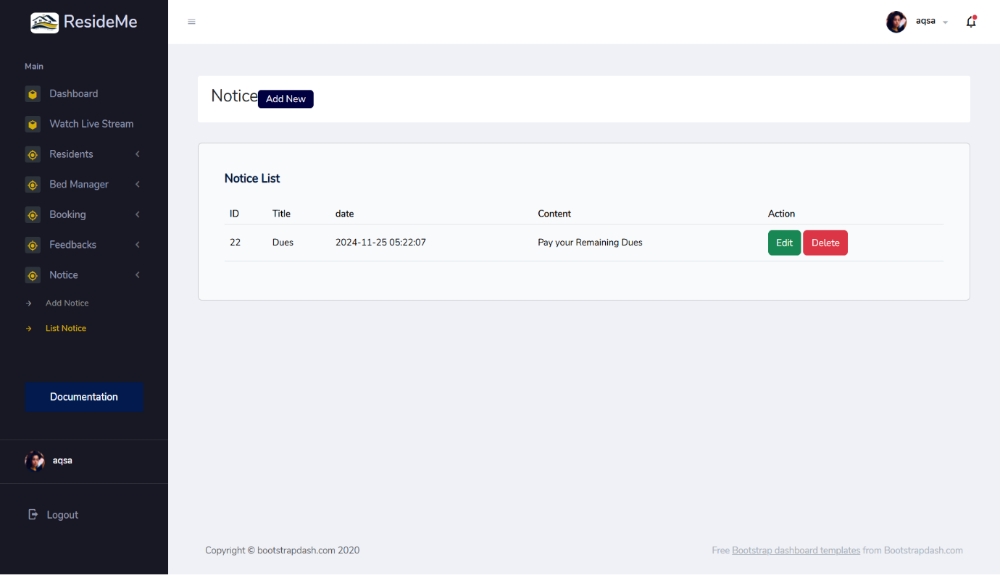 ResideMe
aqsa
Main
Dashboard
Watch Live Stream
Residents
Bed Manager
Booking
Feedbacks
Notice
Add Notice
List Notice
Documentation
aqsa
Logout
Notice Add New
Notice List
ID Title date Content Action
22 Dues 2024-11-25 05:22:07 Pay your Remaining Dues Edit Delete
Copyright © bootstrapdash.com 2020
Free Bootstrap dashboard templates from Bootstrapdash.com